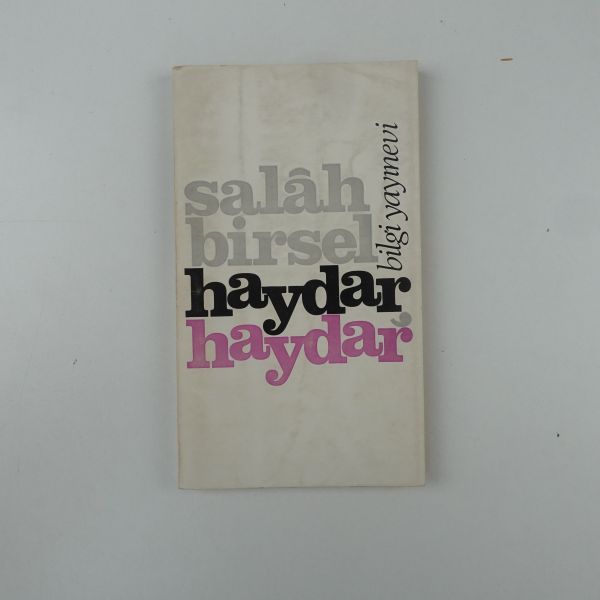 salâh
birsel
haydar
haydar,
bilgi yayınevi